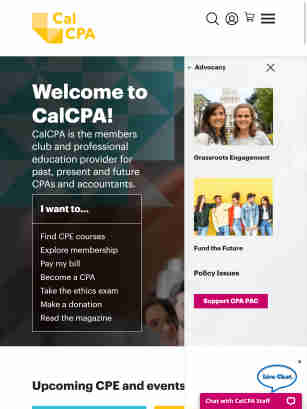 Cal
CPA
Welcome to
CalCPA!
CalCPA is the members
club and professional
education provider for
past, present and future
CPAs and accountants.
I want to...
Find CPE courses
Explore membership
Pay my bill
Become a CPA
Take the ethics exam
Make a donation
Read the magazine
← Advocacy
Grassroots Engagement
Fund the Future
Policy Issues
Support CPA PAC
Upcoming CPE and events
Live Chat
Chat with CalCPA Staff